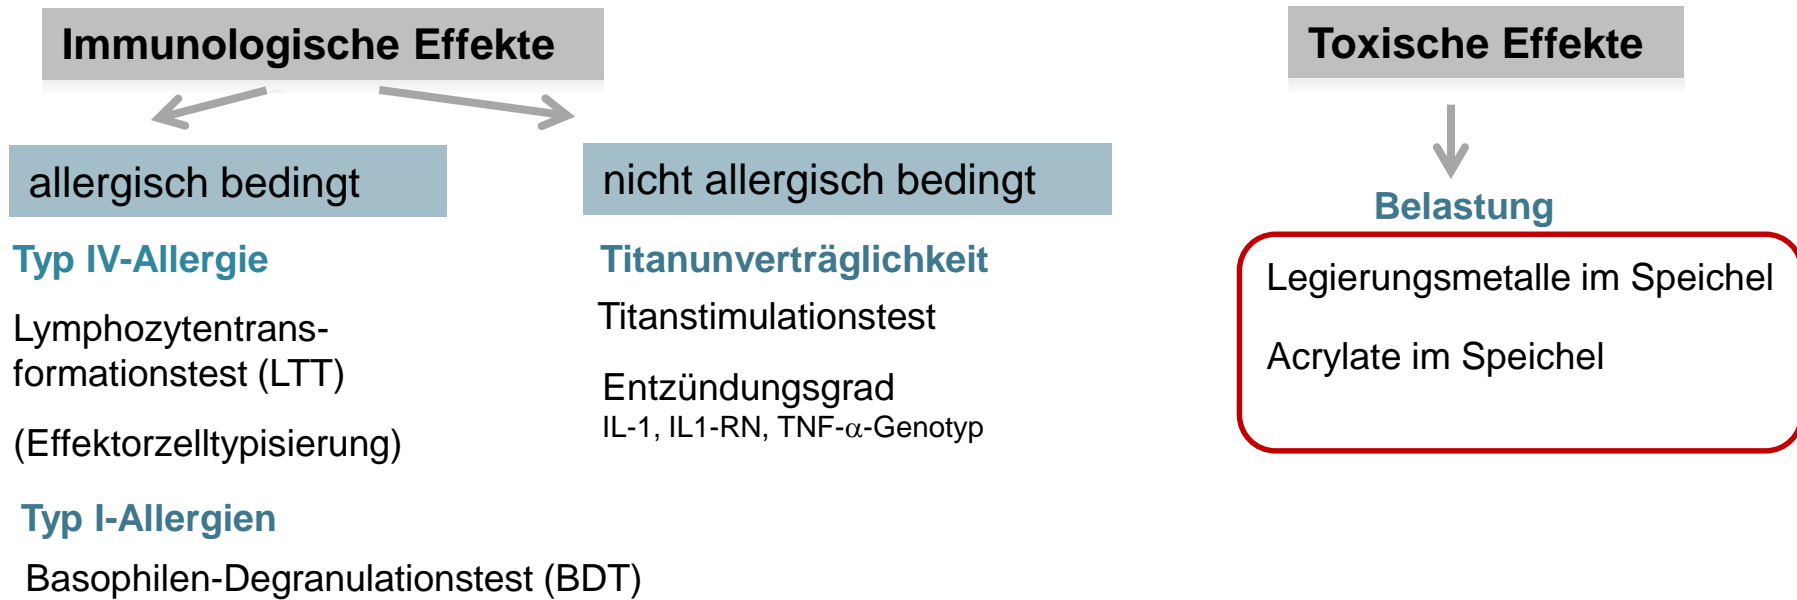 Immunologische Effekte
allergisch bedingt
Typ IV-Allergie
Lymphozytentrans-
formationstest (LTT)
(Effektorzelltypisierung)
Typ I-Allergien
Basophilen-Degranulationstest (BDT)
nicht allergisch bedingt
Titanunverträglichkeit
Titanstimulationstest
Entzündungsgrad
IL-1, IL1-RN, TNF-α-Genotyp
Toxische Effekte
Belastung
Legierungsmetalle im Speichel
Acrylate im Speichel